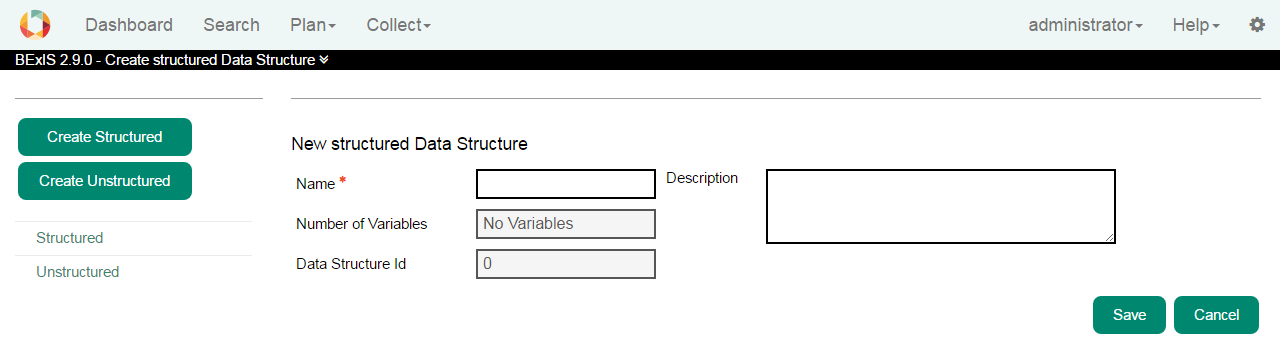 Dashboard Search Plan Collect administrator Help
BExIS 2.9.0 - Create structured Data Structure
Create Structured
Create Unstructured
Structured
Unstructured
New structured Data Structure
Name * Description
Number of Variables No Variables
Data Structure Id 0
Save Cancel